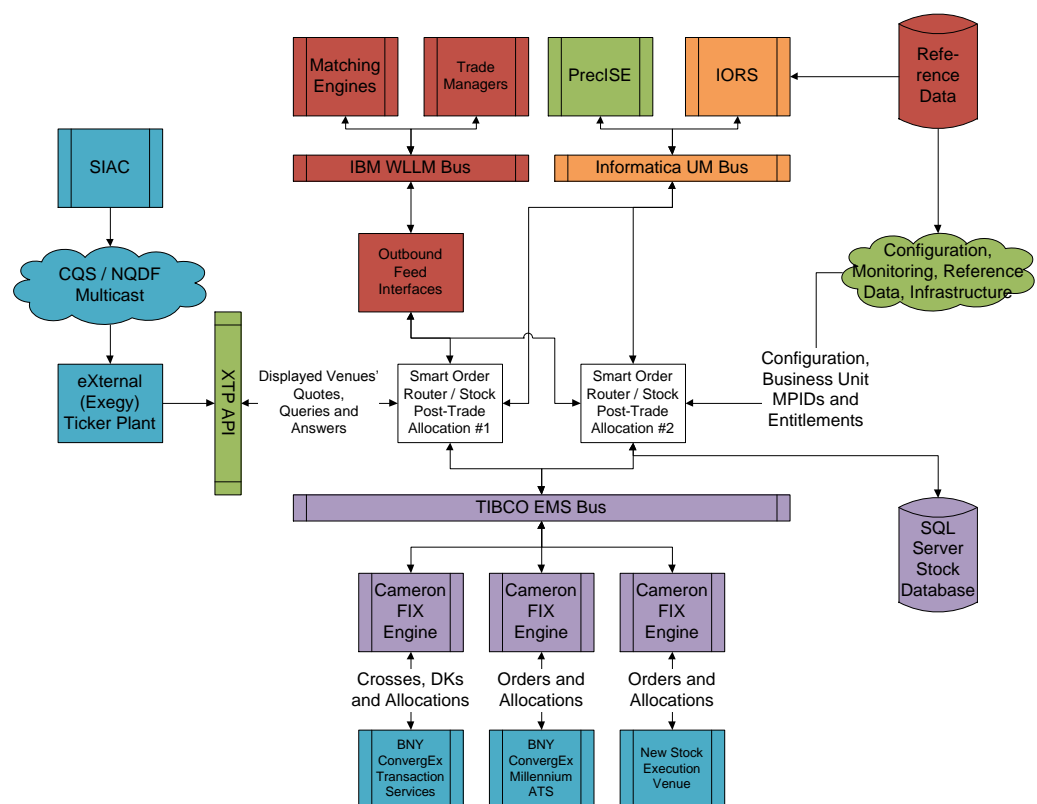 Matching
Engines
Trade
Managers
PrecISE
IORS
Refe-
rence
Data
SIAC
IBM WLLM Bus
Informatica UM Bus
CQS / NQDF
Multicast
Outbound
Feed
Interfaces
Configuration,
Monitoring, Reference
Data, Infrastructure
eXternal
(Exegy)
Ticker Plant
XTP API
Displayed Venues'
Quotes,
Queries and
Answers
Smart Order
Router / Stock
Post-Trade
Allocation #1
Smart Order
Router / Stock
Post-Trade
Allocation #2
Configuration,
Business Unit
MPIDs and
Entitlements
TIBCO EMS Bus
SQL
Server
Stock
Database
Cameron
FIX
Engine
Cameron
FIX
Engine
Cameron
FIX
Engine
Crosses, DKs
and Allocations
Orders and
Allocations
Orders and
Allocations
BNY
ConvergEx
Transaction
Services
BNY
ConvergEx
Millennium
ATS
New Stock
Execution
Venue